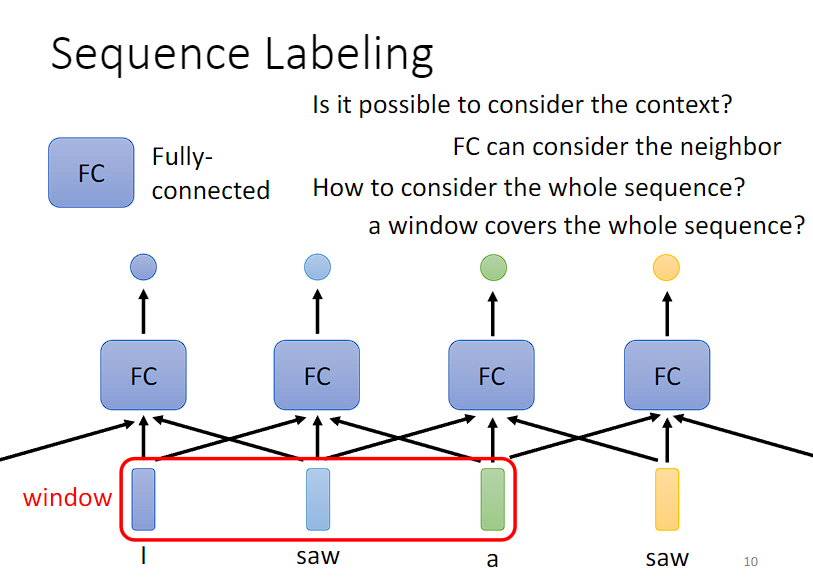 Sequence Labeling
Is it possible to consider the context?
FC can consider the neighbor
How to consider the whole sequence?
a window covers the whole sequence?
FC
Fully-
connected
FC FC FC FC
window
I saw a saw
10